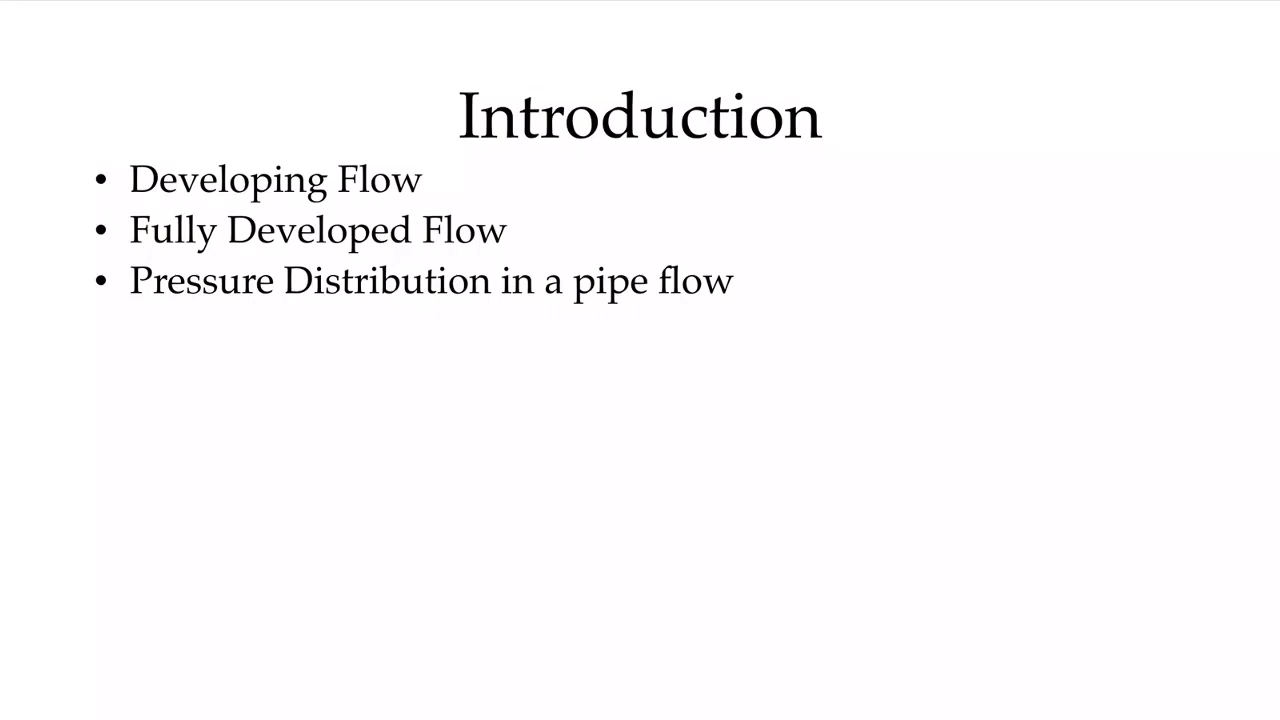 Introduction
• Developing Flow
• Fully Developed Flow
• Pressure Distribution in a pipe flow